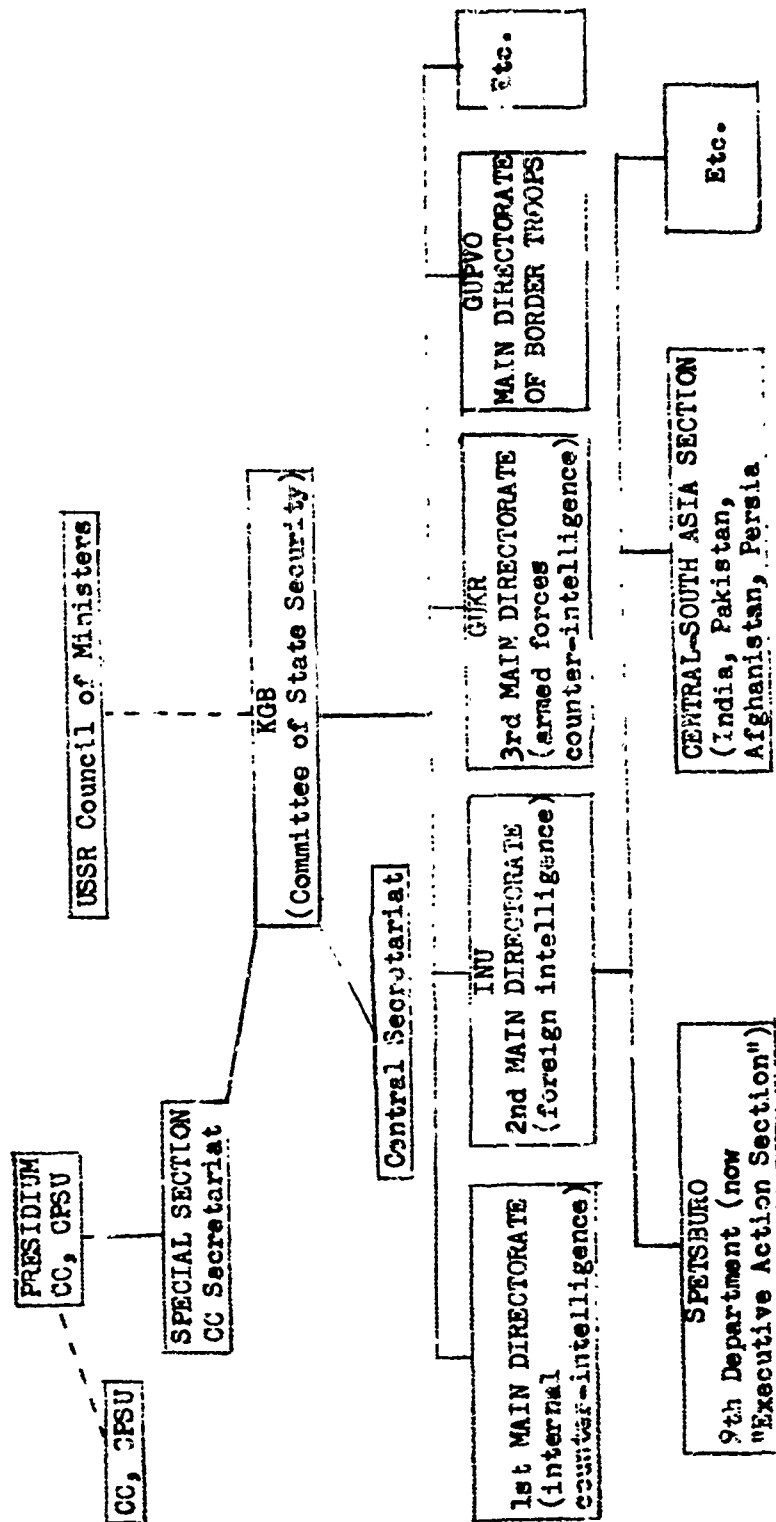 PRESIDIUM
CC, CPSU
CC, CPSU
SPECIAL SECTION
CC Secretariat
USSR Council of Ministers
KGB
(Committee of State Security)
Central Secretariat
1st MAIN DIRECTORATE
(internal
counter-intelligence)
INU
2nd MAIN DIRECTORATE
(foreign intelligence)
GUKR
3rd MAIN DIRECTORATE
(armed forces
counter-intelligence)
GUPVO
MAIN DIRECTORATE
OF BORDER TROOPS
Etc.
SPETSBURO
9th Department (now
"Executive Action Section")
CENTRAL-SOUTH ASIA SECTION
(India, Pakistan,
Afghanistan, Persia
Etc.